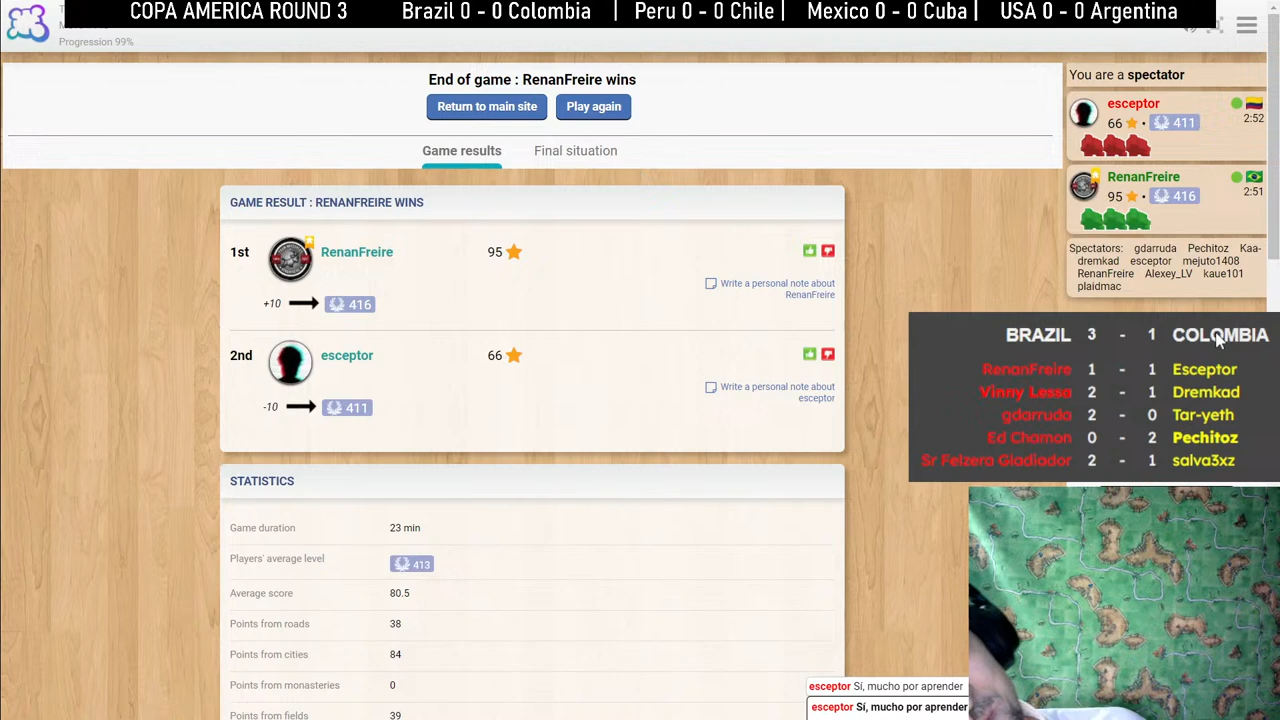 COPA AMERICA ROUND 3 Brazil 0 - 0 Colombia | Peru 0 - 0 Chile | Mexico 0 - 0 Cuba | USA 0 - 0 Argentina
Progression 99%
End of game : RenanFreire wins
Return to main site Play again
Game results Final situation
GAME RESULT : RENANFREIRE WINS
1st RenanFreire 95
Write a personal note about
RenanFreire
+10 416
2nd esceptor 66
Write a personal note about
esceptor
-10 411
STATISTICS
Game duration 23 min
Players' average level 413
Average score 80.5
Points from roads 38
Points from cities 84
Points from monasteries 0
Points from fields 39
You are a spectator
esceptor
66 • 411 2:52
RenanFreire
95 • 416 2:51
Spectators: gdarruda Pechitoz Kaa-
dremkad esceptor mejuto1408
RenanFreire Alexey_LV kaue101
plaidmac
BRAZIL 3 - 1 COLOMBIA
RenanFreire 1 - 1 Esceptor
Vinny Lessa 2 - 1 Dremkad
gdarruda 2 - 0 Tar-yeth
Ed Chamon 0 - 2 Pechitoz
Sr Felzera Gladiador 2 - 1 salva3xz
esceptor Sí, mucho por aprender
esceptor Sí, mucho por aprender